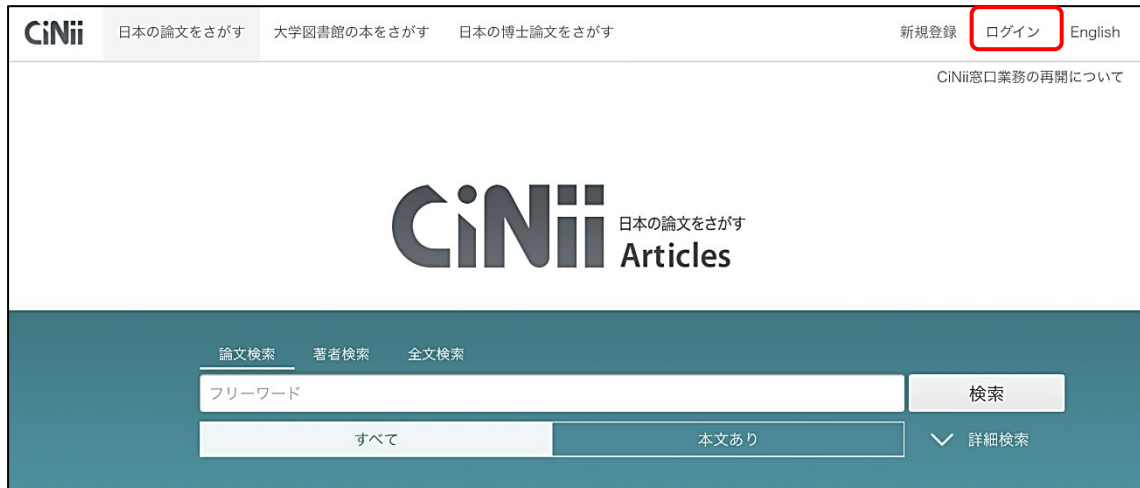 CiNii 日本の論文をさがす 大学図書館の本をさがす 日本の博士論文をさがす 新規登録 ログイン English
CiNii窓口業務の再開について
CiNii 日本の論文をさがす
Articles
論文検索 著者検索 全文検索
フリーワード 検索
すべて 本文あり 詳細検索